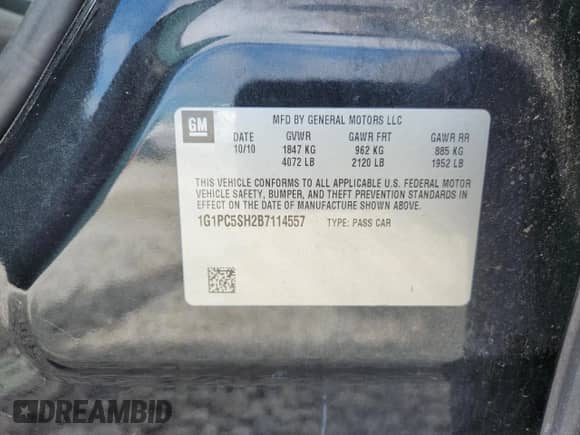 GM
MFD BY GENERAL MOTORS LLC
DATE GVWR GAWR FRT GAWR RR
10/10 1847 KG 962 KG 885 KG
4072 LB 2120 LB 1952 LB
THIS VEHICLE CONFORMS TO ALL APPLICABLE U.S. FEDERAL MOTOR
VEHICLE SAFETY, BUMPER, AND THEFT PREVENTION STANDARDS IN
EFFECT ON THE DATE OF MANUFACTURE SHOWN ABOVE.
1G1PC5SH2B7114557 TYPE: PASS CAR
DREAMBID